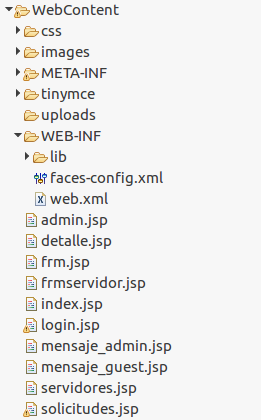 WebContent
css
images
META-INF
tinymce
uploads
WEB-INF
lib
faces-config.xml
web.xml
admin.jsp
detalle.jsp
frm.jsp
frmservidor.jsp
index.jsp
login.jsp
mensaje_admin.jsp
mensaje_guest.jsp
servidores.jsp
solicitudes.jsp